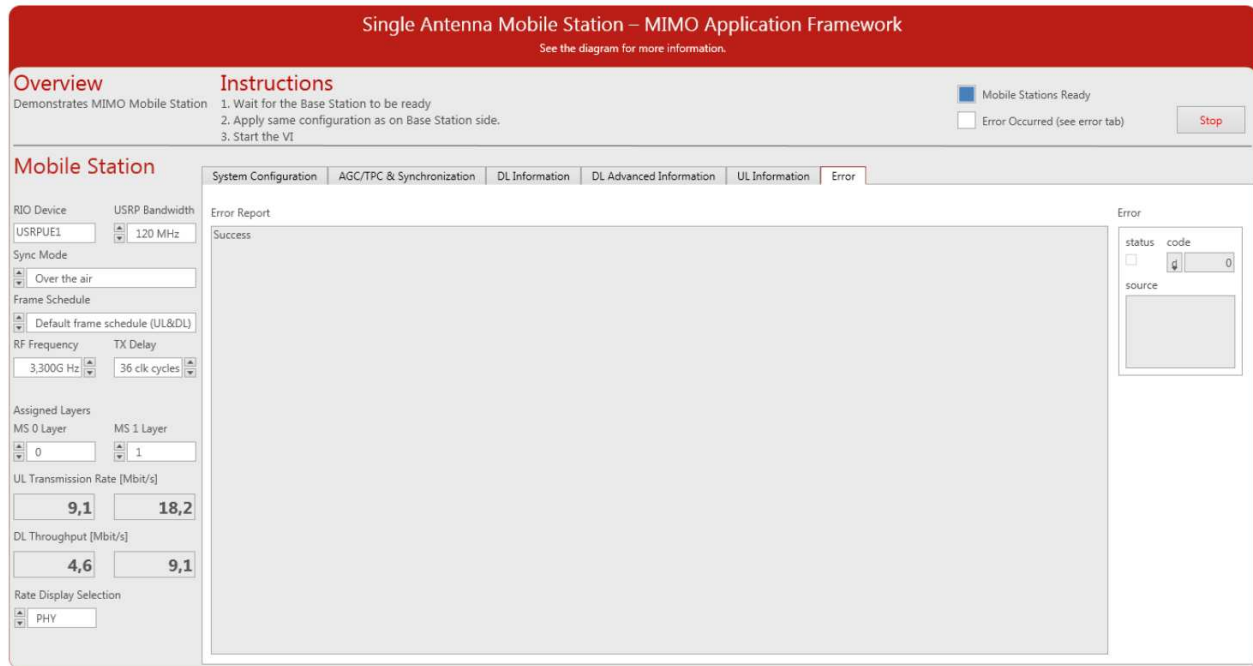 Single Antenna Mobile Station – MIMO Application Framework
See the diagram for more information.
Overview
Demonstrates MIMO Mobile Station
Instructions
1. Wait for the Base Station to be ready
2. Apply same configuration as on Base Station side.
3. Start the VI
Mobile Stations Ready
Error Occurred (see error tab)
Stop
Mobile Station
RIO Device USRP Bandwidth
USRPUE1 120 MHz
Sync Mode
Over the air
Frame Schedule
Default frame schedule (UL&DL)
RF Frequency TX Delay
3,300G Hz 36 clk cycles
Assigned Layers
MS 0 Layer MS 1 Layer
0 1
UL Transmission Rate [Mbit/s]
9,1 18,2
DL Throughput [Mbit/s]
4,6 9,1
Rate Display Selection
PHY
System Configuration AGC/TPC & Synchronization DL Information DL Advanced Information UL Information Error
Error Report
Success
Error
status code
d 0
source